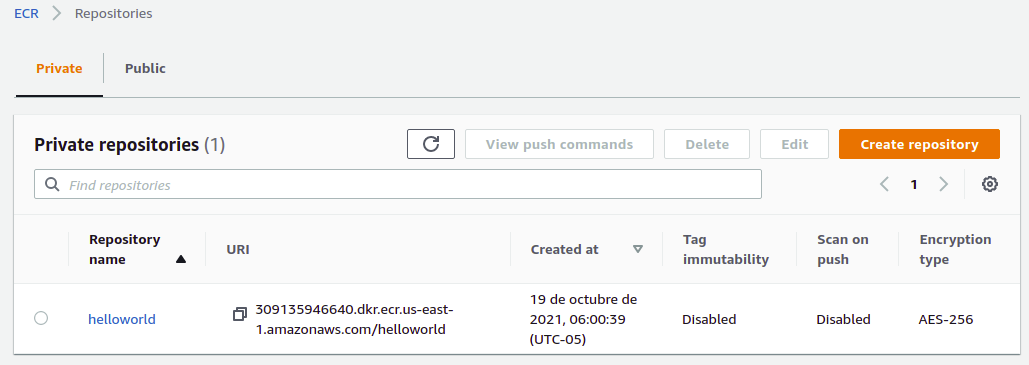 ECR > Repositories
Private Public
Private repositories (1) View push commands Delete Edit Create repository
Find repositories 1
Repository name URI Created at Tag immutability Scan on push Encryption type
helloworld 309135946640.dkr.ecr.us-east-1.amazonaws.com/helloworld 19 de octubre de 2021, 06:00:39 (UTC-05) Disabled Disabled AES-256